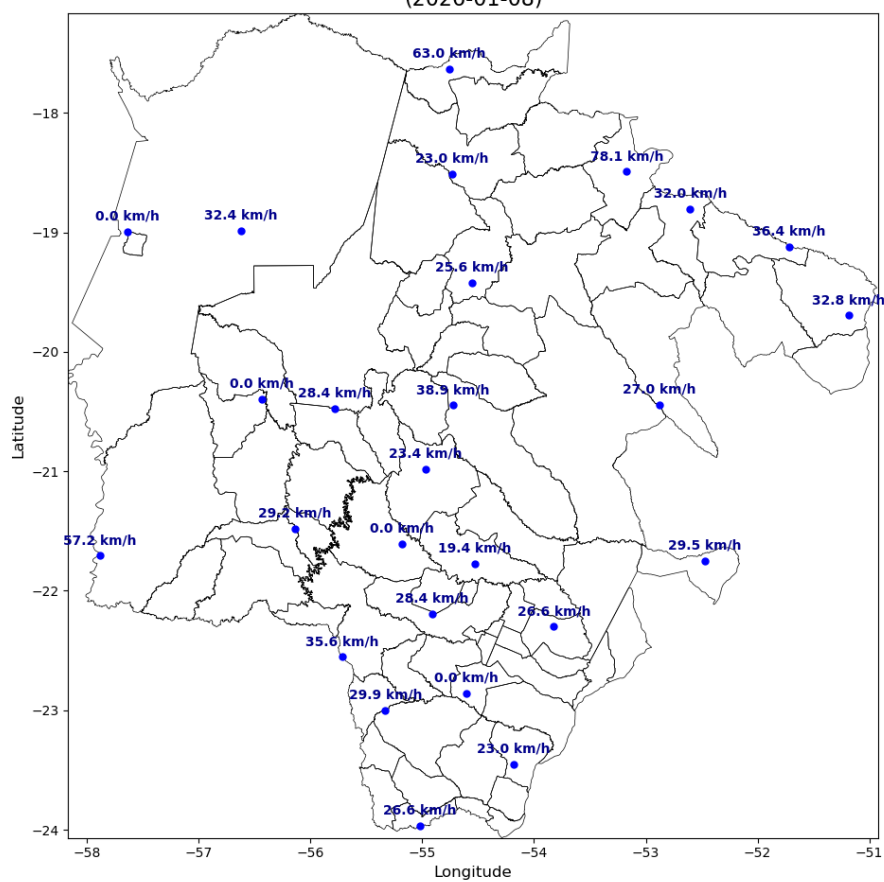 (2026-01-08)
63.0 km/h
−18
23.0 km/h
78.1 km/h
32.0 km/h
0.0 km/h
32.4 km/h
−19
36.4 km/h
25.6 km/h
32.8 km/h
−20
0.0 km/h
28.4 km/h
38.9 km/h
27.0 km/h
Latitude
23.4 km/h
−21
29.2 km/h
0.0 km/h
57.2 km/h
19.4 km/h
29.5 km/h
−22
28.4 km/h
26.6 km/h
35.6 km/h
0.0 km/h
29.9 km/h
−23
23.0 km/h
26.6 km/h
−24
−58 −57 −56 −55 −54 −53 −52 −51
Longitude